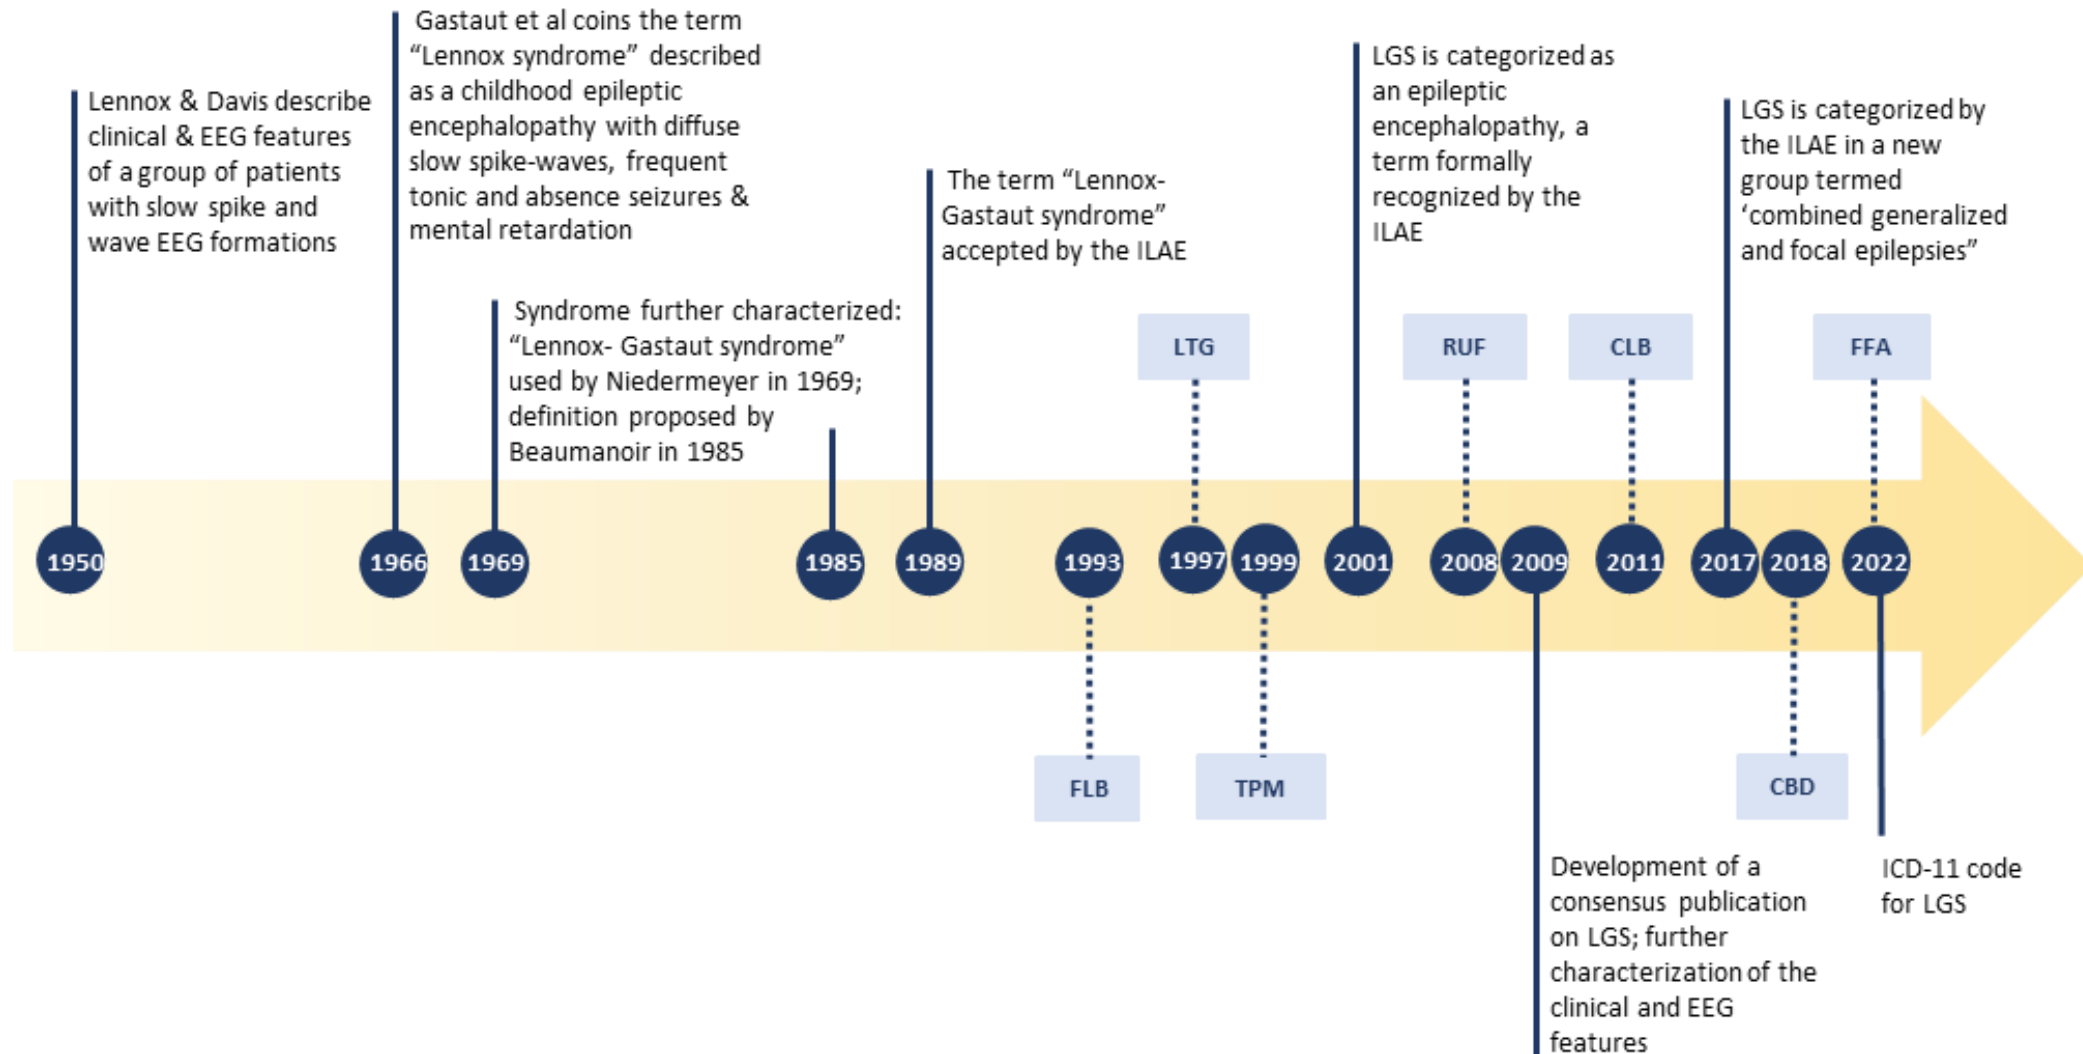 Gastaut et al coins the term
“Lennox syndrome” described
as a childhood epileptic
encephalopathy with diffuse
slow spike-waves, frequent
tonic and absence seizures &
mental retardation
Lennox & Davis describe
clinical & EEG features
of a group of patients
with slow spike and
wave EEG formations
Syndrome further characterized:
“Lennox- Gastaut syndrome”
used by Niedermeyer in 1969;
definition proposed by
Beaumanoir in 1985
The term “Lennox-
Gastaut syndrome”
accepted by the ILAE
LGS is categorized as
an epileptic
encephalopathy, a
term formally
recognized by the
ILAE
LGS is categorized by
the ILAE in a new
group termed
‘combined generalized
and focal epilepsies”
LTG
RUF
CLB
FFA
1950
1966
1969
1985
1989
1993
1997
1999
2001
2008
2009
2011
2017
2018
2022
FLB
TPM
CBD
Development of a
consensus publication
on LGS; further
characterization of the
clinical and EEG
features
ICD-11 code
for LGS